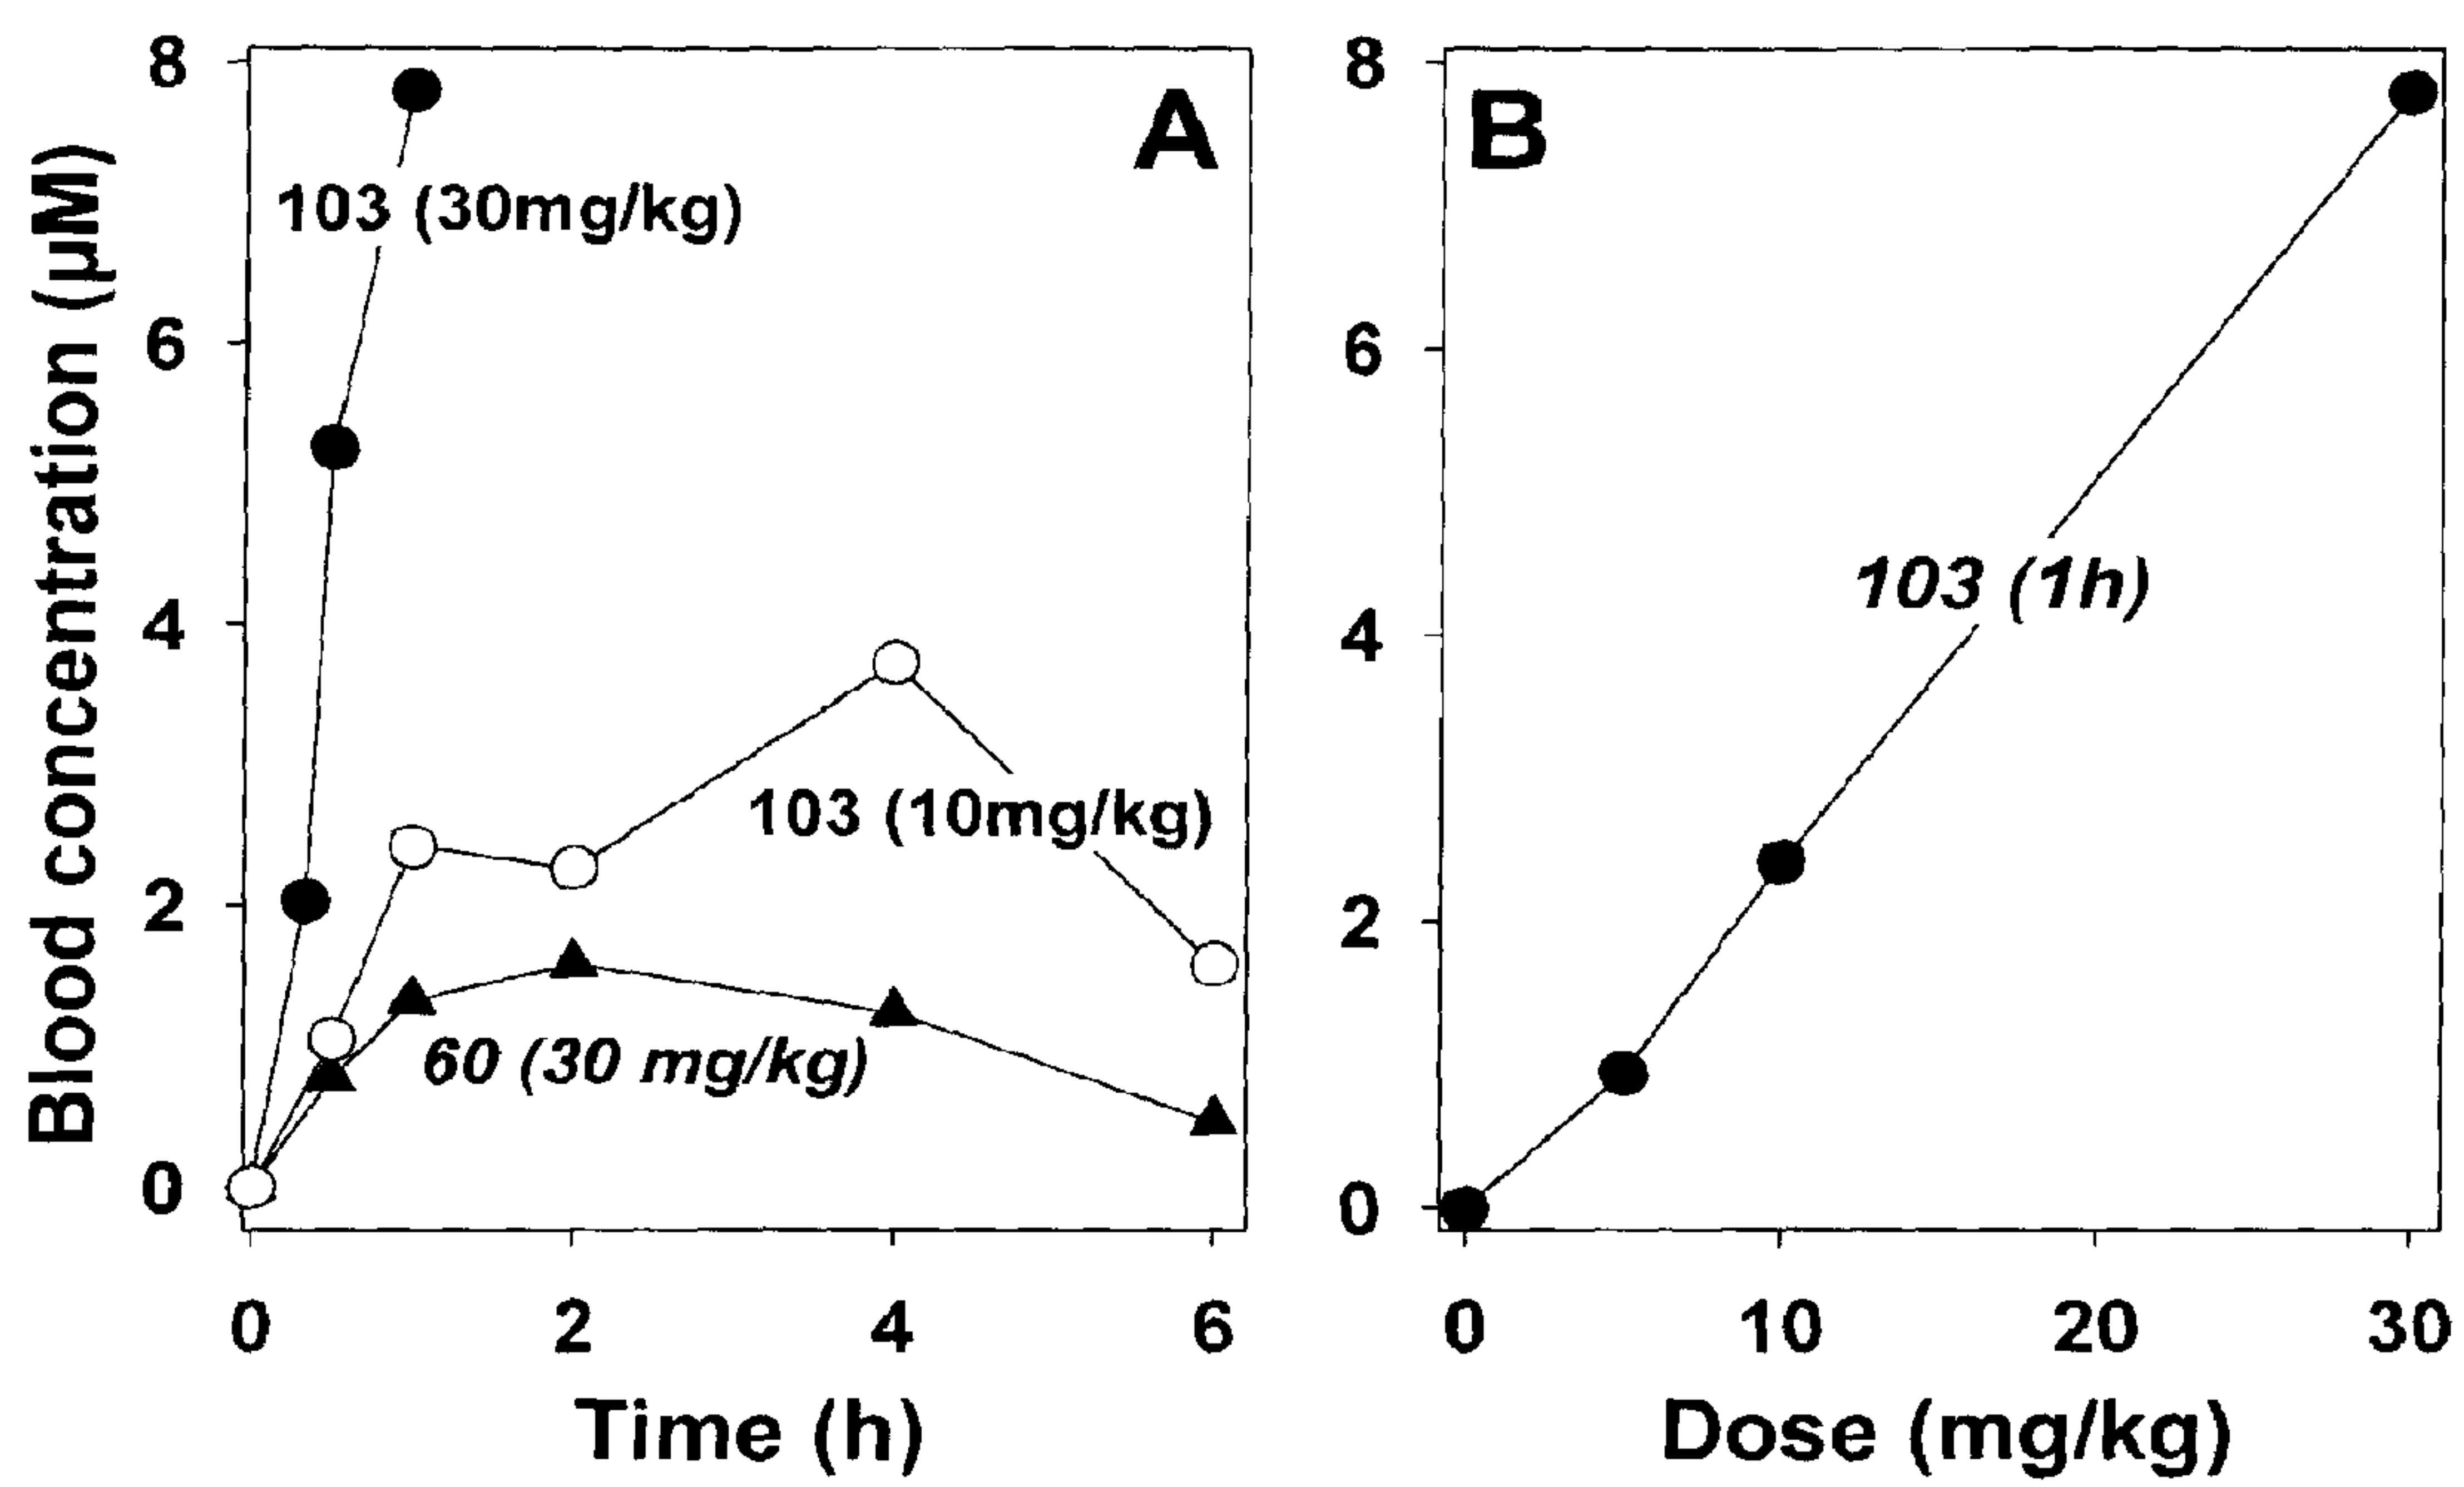 Blood concentration (µM)
8
6
4
2
0
A
103 (30mg/kg)
103 (10mg/kg)
60 (30 mg/kg)
0 2 4 6
Time (h)
8
6
4
2
0
B
103 (1h)
0 10 20 30
Dose (mg/kg)